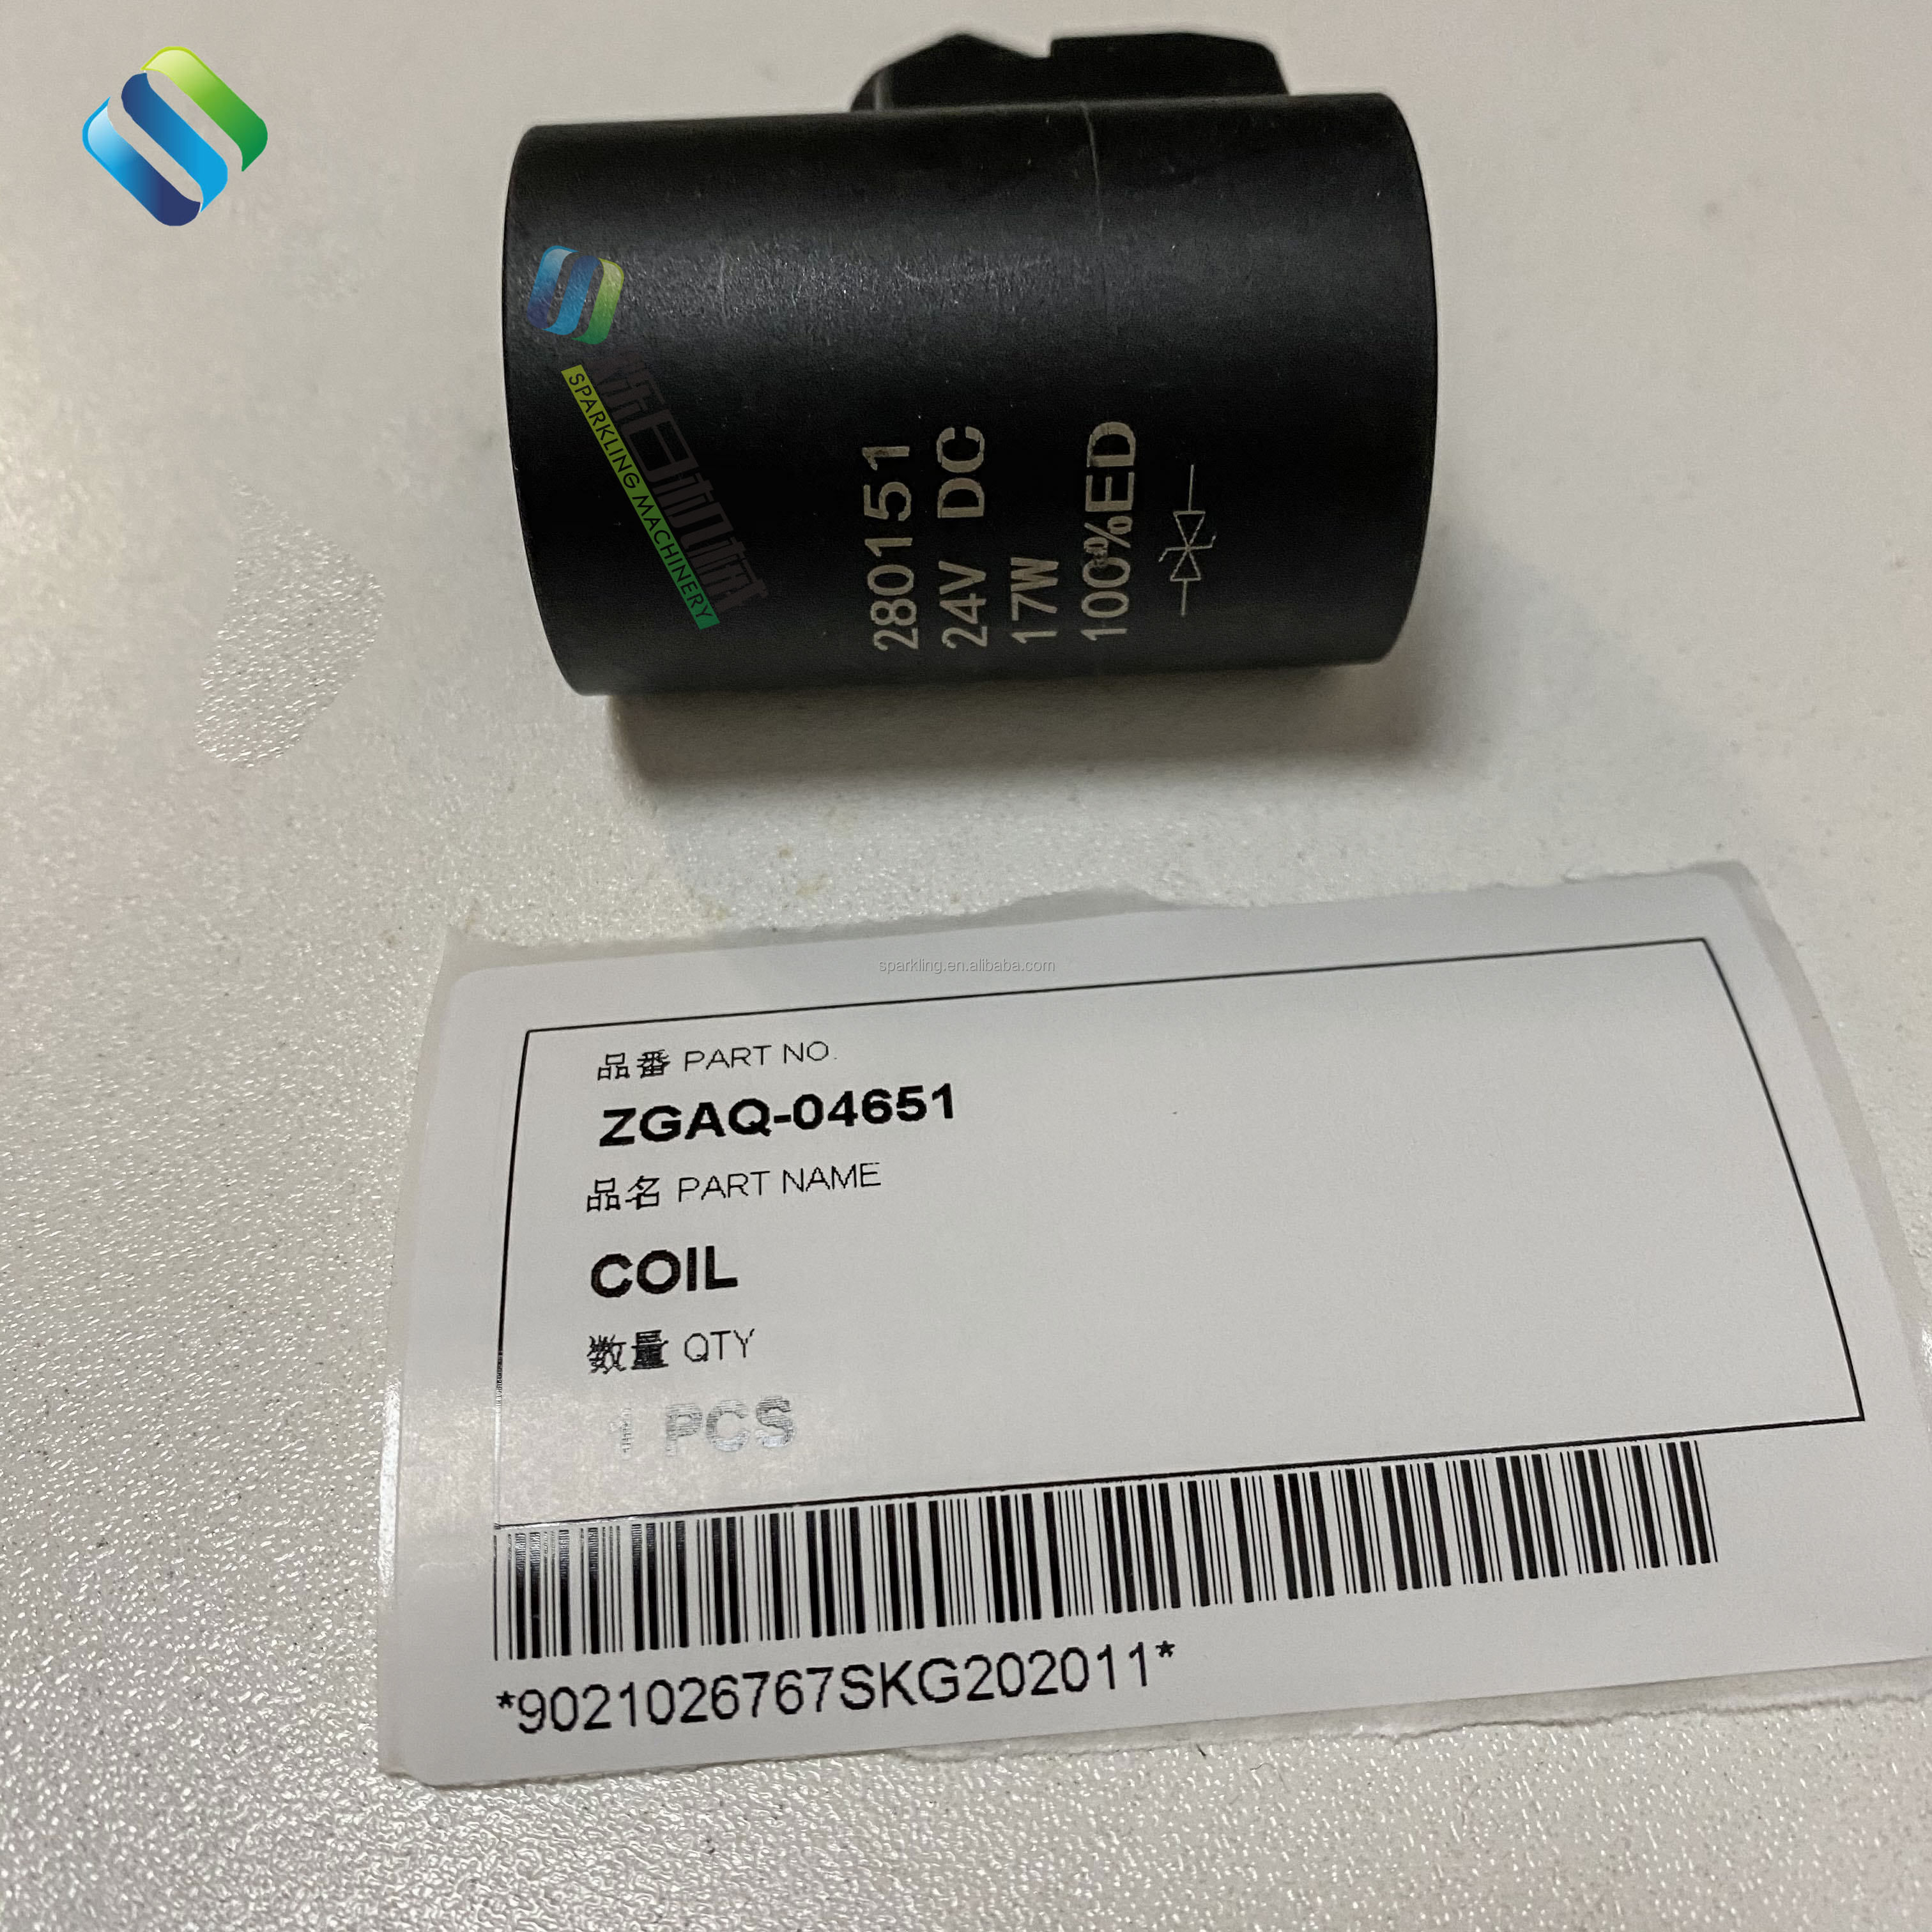 280151
24V DC
17W
100%ED
SPARKLING MACHINERY
sparkling.en.alibaba.com
品番 PART NO.
ZGAQ-04651
品名 PART NAME
COIL
数量 QTY
1 PCS
*9021026767SKG202011*